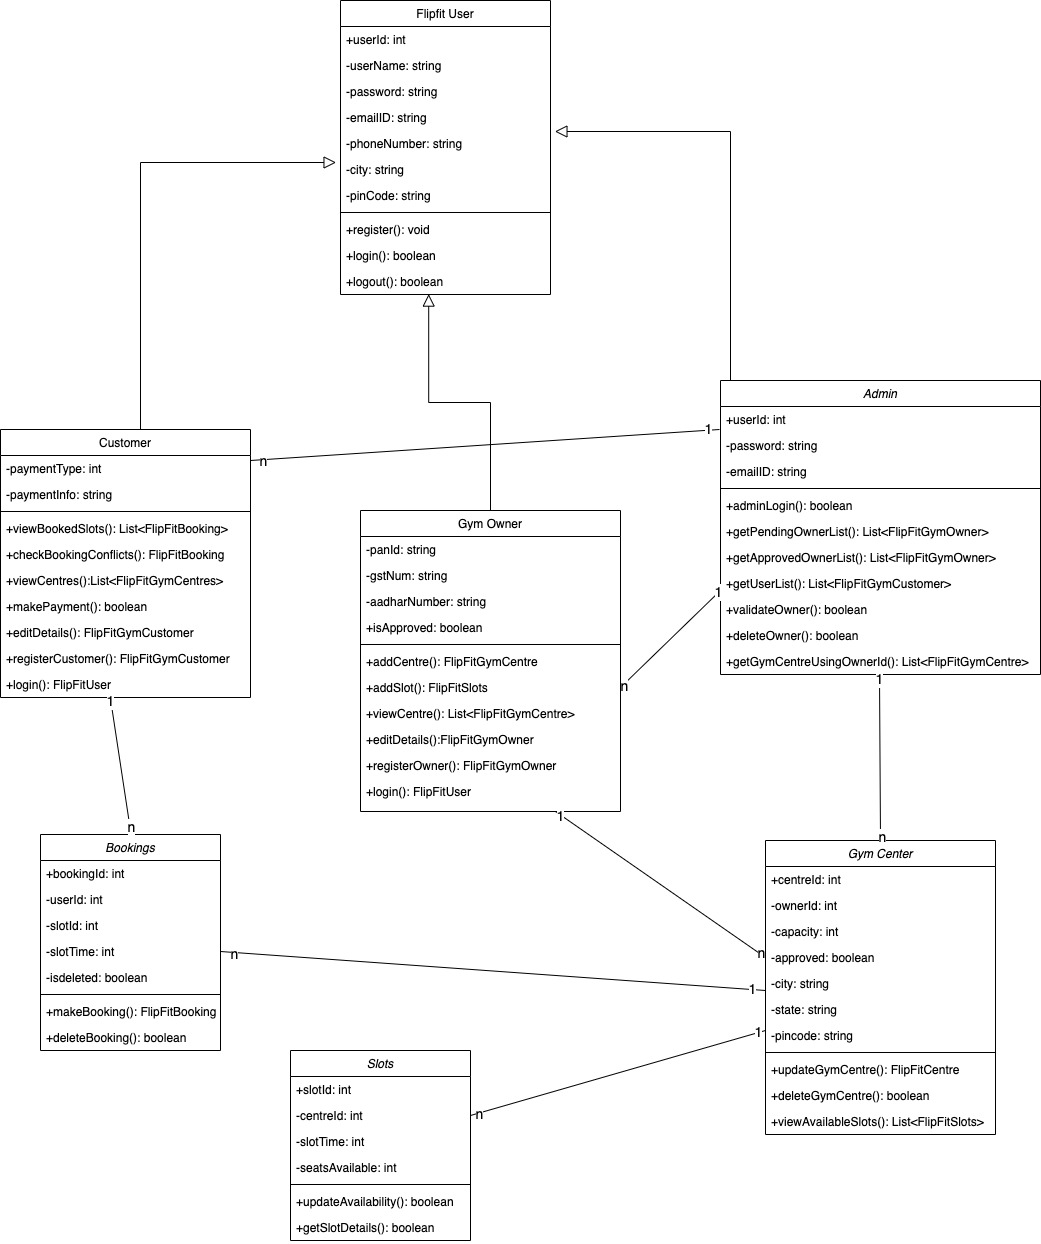 Flipfit User
+userId: int
-userName: string
-password: string
-emailID: string
-phoneNumber: string
-city: string
-pinCode: string
+register(): void
+login(): boolean
+logout(): boolean
Customer
-paymentType: int
-paymentInfo: string
+viewBookedSlots(): List<FlipFitBooking>
+checkBookingConflicts(): FlipFitBooking
+viewCentres():List<FlipFitGymCentres>
+makePayment(): boolean
+editDetails(): FlipFitGymCustomer
+registerCustomer(): FlipFitGymCustomer
+login(): FlipFitUser
n
1
1
n
Gym Owner
-panId: string
-gstNum: string
-aadharNumber: string
+isApproved: boolean
+addCentre(): FlipFitGymCentre
+addSlot(): FlipFitSlots
+viewCentre(): List<FlipFitGymCentre>
+editDetails():FlipFitGymOwner
+registerOwner(): FlipFitGymOwner
+login(): FlipFitUser
1
n
1
n
Admin
+userId: int
-password: string
-emailID: string
+adminLogin(): boolean
+getPendingOwnerList(): List<FlipFitGymOwner>
+getApprovedOwnerList(): List<FlipFitGymOwner>
+getUserList(): List<FlipFitGymCustomer>
+validateOwner(): boolean
+deleteOwner(): boolean
+getGymCentreUsingOwnerId(): List<FlipFitGymCentre>
1
n
Bookings
+bookingId: int
-userId: int
-slotId: int
-slotTime: int
-isdeleted: boolean
+makeBooking(): FlipFitBooking
+deleteBooking(): boolean
n
1
Slots
+slotId: int
-centreId: int
-slotTime: int
-seatsAvailable: int
+updateAvailability(): boolean
+getSlotDetails(): boolean
n
1
Gym Center
+centreId: int
-ownerId: int
-capacity: int
-approved: boolean
-city: string
-state: string
-pincode: string
+updateGymCentre(): FlipFitCentre
+deleteGymCentre(): boolean
+viewAvailableSlots(): List<FlipFitSlots>